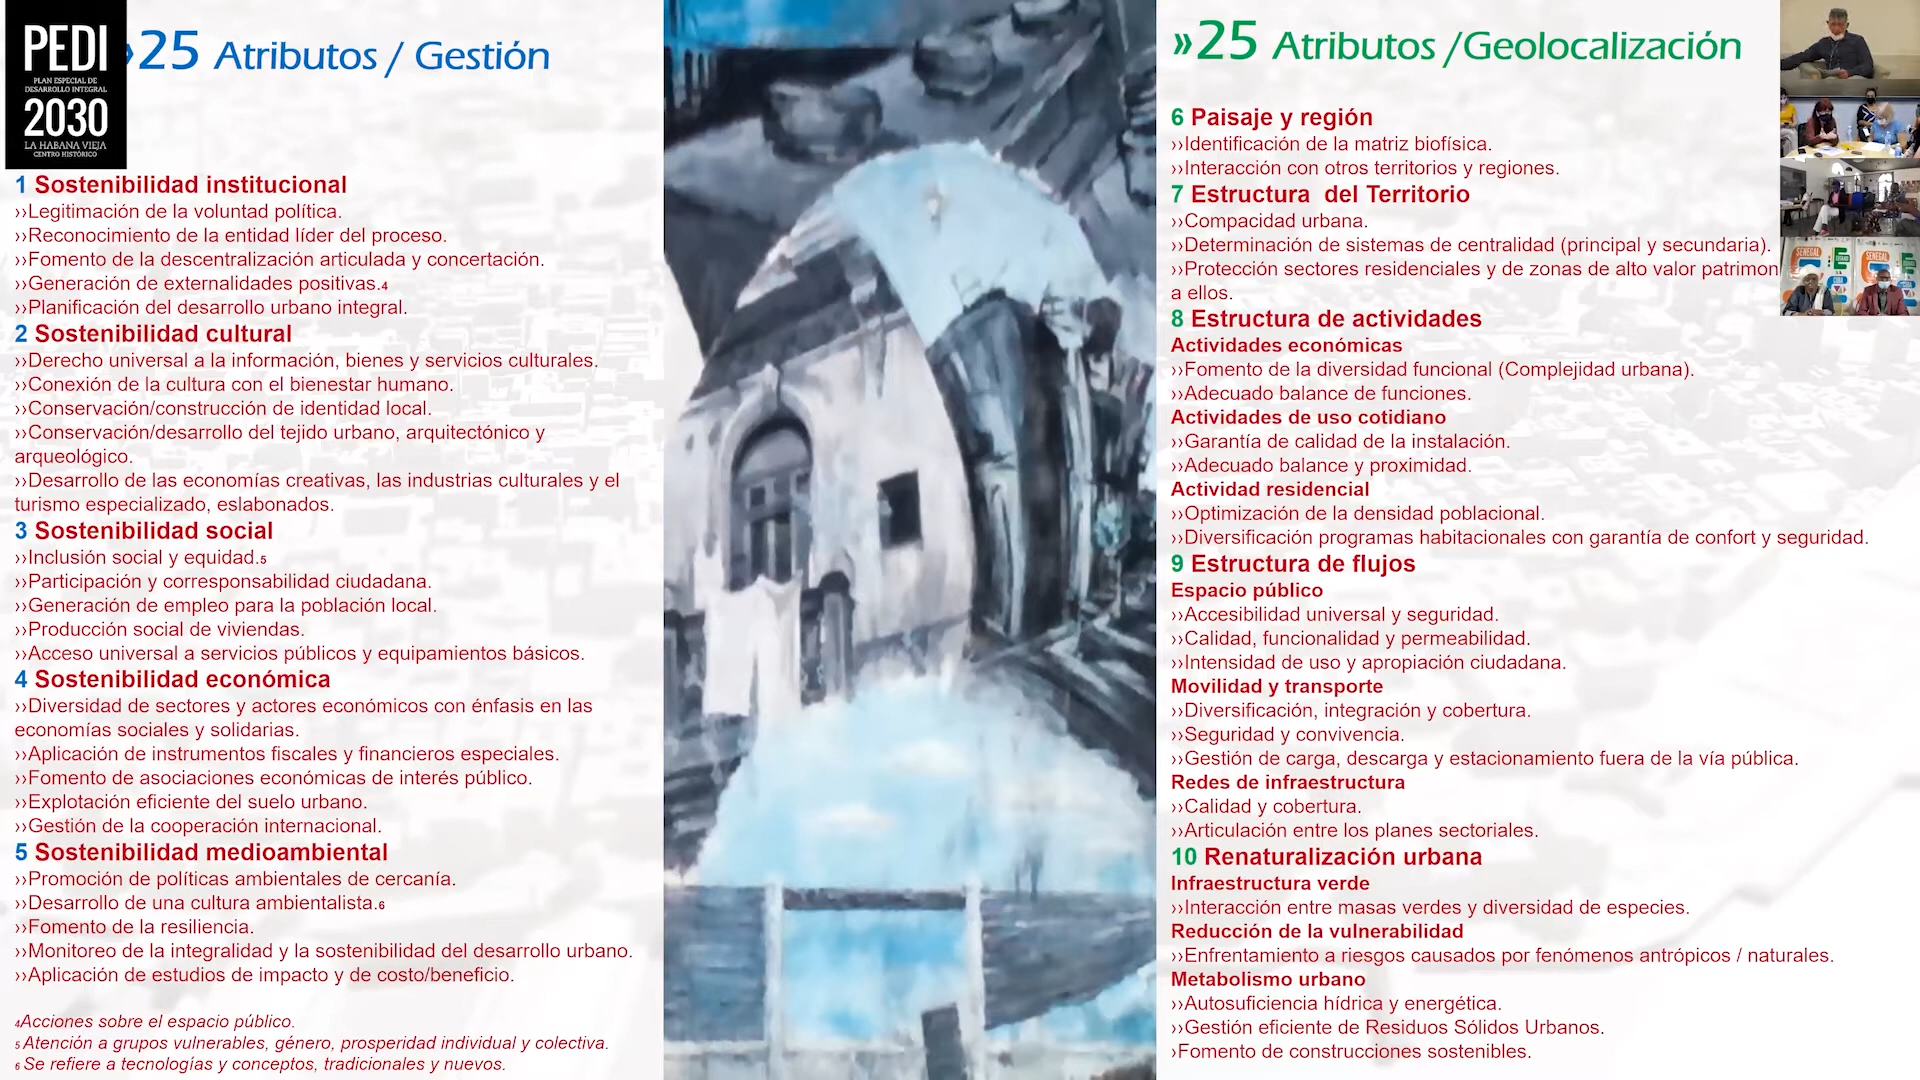 PEDI
PLAN ESPECIAL DE
DESARROLLO INTEGRAL
2030
LA HABANA VIEJA
CENTRO HISTÓRICO
»25 Atributos / Gestión
1 Sostenibilidad institucional
››Legitimación de la voluntad política.
››Reconocimiento de la entidad líder del proceso.
››Fomento de la descentralización articulada y concertación.
››Generación de externalidades positivas.4
››Planificación del desarrollo urbano integral.
2 Sostenibilidad cultural
››Derecho universal a la información, bienes y servicios culturales.
››Conexión de la cultura con el bienestar humano.
››Conservación/construcción de identidad local.
››Conservación/desarrollo del tejido urbano, arquitectónico y
arqueológico.
››Desarrollo de las economías creativas, las industrias culturales y el
turismo especializado, eslabonados.
3 Sostenibilidad social
››Inclusión social y equidad.5
››Participación y corresponsabilidad ciudadana.
››Generación de empleo para la población local.
››Producción social de viviendas.
››Acceso universal a servicios públicos y equipamientos básicos.
4 Sostenibilidad económica
››Diversidad de sectores y actores económicos con énfasis en las
economías sociales y solidarias.
››Aplicación de instrumentos fiscales y financieros especiales.
››Fomento de asociaciones económicas de interés público.
››Explotación eficiente del suelo urbano.
››Gestión de la cooperación internacional.
5 Sostenibilidad medioambiental
››Promoción de políticas ambientales de cercanía.
››Desarrollo de una cultura ambientalista.6
››Fomento de la resiliencia.
››Monitoreo de la integralidad y la sostenibilidad del desarrollo urbano.
››Aplicación de estudios de impacto y de costo/beneficio.
4Acciones sobre el espacio público.
5 Atención a grupos vulnerables, género, prosperidad individual y colectiva.
6 Se refiere a tecnologías y conceptos, tradicionales y nuevos.
»25 Atributos /Geolocalización
6 Paisaje y región
››Identificación de la matriz biofísica.
››Interacción con otros territorios y regiones.
7 Estructura del Territorio
››Compacidad urbana.
››Determinación de sistemas de centralidad (principal y secundaria).
››Protección sectores residenciales y de zonas de alto valor patrimon
a ellos.
8 Estructura de actividades
Actividades económicas
››Fomento de la diversidad funcional (Complejidad urbana).
››Adecuado balance de funciones.
Actividades de uso cotidiano
››Garantía de calidad de la instalación.
››Adecuado balance y proximidad.
Actividad residencial
››Optimización de la densidad poblacional.
››Diversificación programas habitacionales con garantía de confort y seguridad.
9 Estructura de flujos
Espacio público
››Accesibilidad universal y seguridad.
››Calidad, funcionalidad y permeabilidad.
››Intensidad de uso y apropiación ciudadana.
Movilidad y transporte
››Diversificación, integración y cobertura.
››Seguridad y convivencia.
››Gestión de carga, descarga y estacionamiento fuera de la vía pública.
Redes de infraestructura
››Calidad y cobertura.
››Articulación entre los planes sectoriales.
10 Renaturalización urbana
Infraestructura verde
››Interacción entre masas verdes y diversidad de especies.
Reducción de la vulnerabilidad
››Enfrentamiento a riesgos causados por fenómenos antrópicos / naturales.
Metabolismo urbano
››Autosuficiencia hídrica y energética.
››Gestión eficiente de Residuos Sólidos Urbanos.
›Fomento de construcciones sostenibles.
SENEGAL
SENEGAL